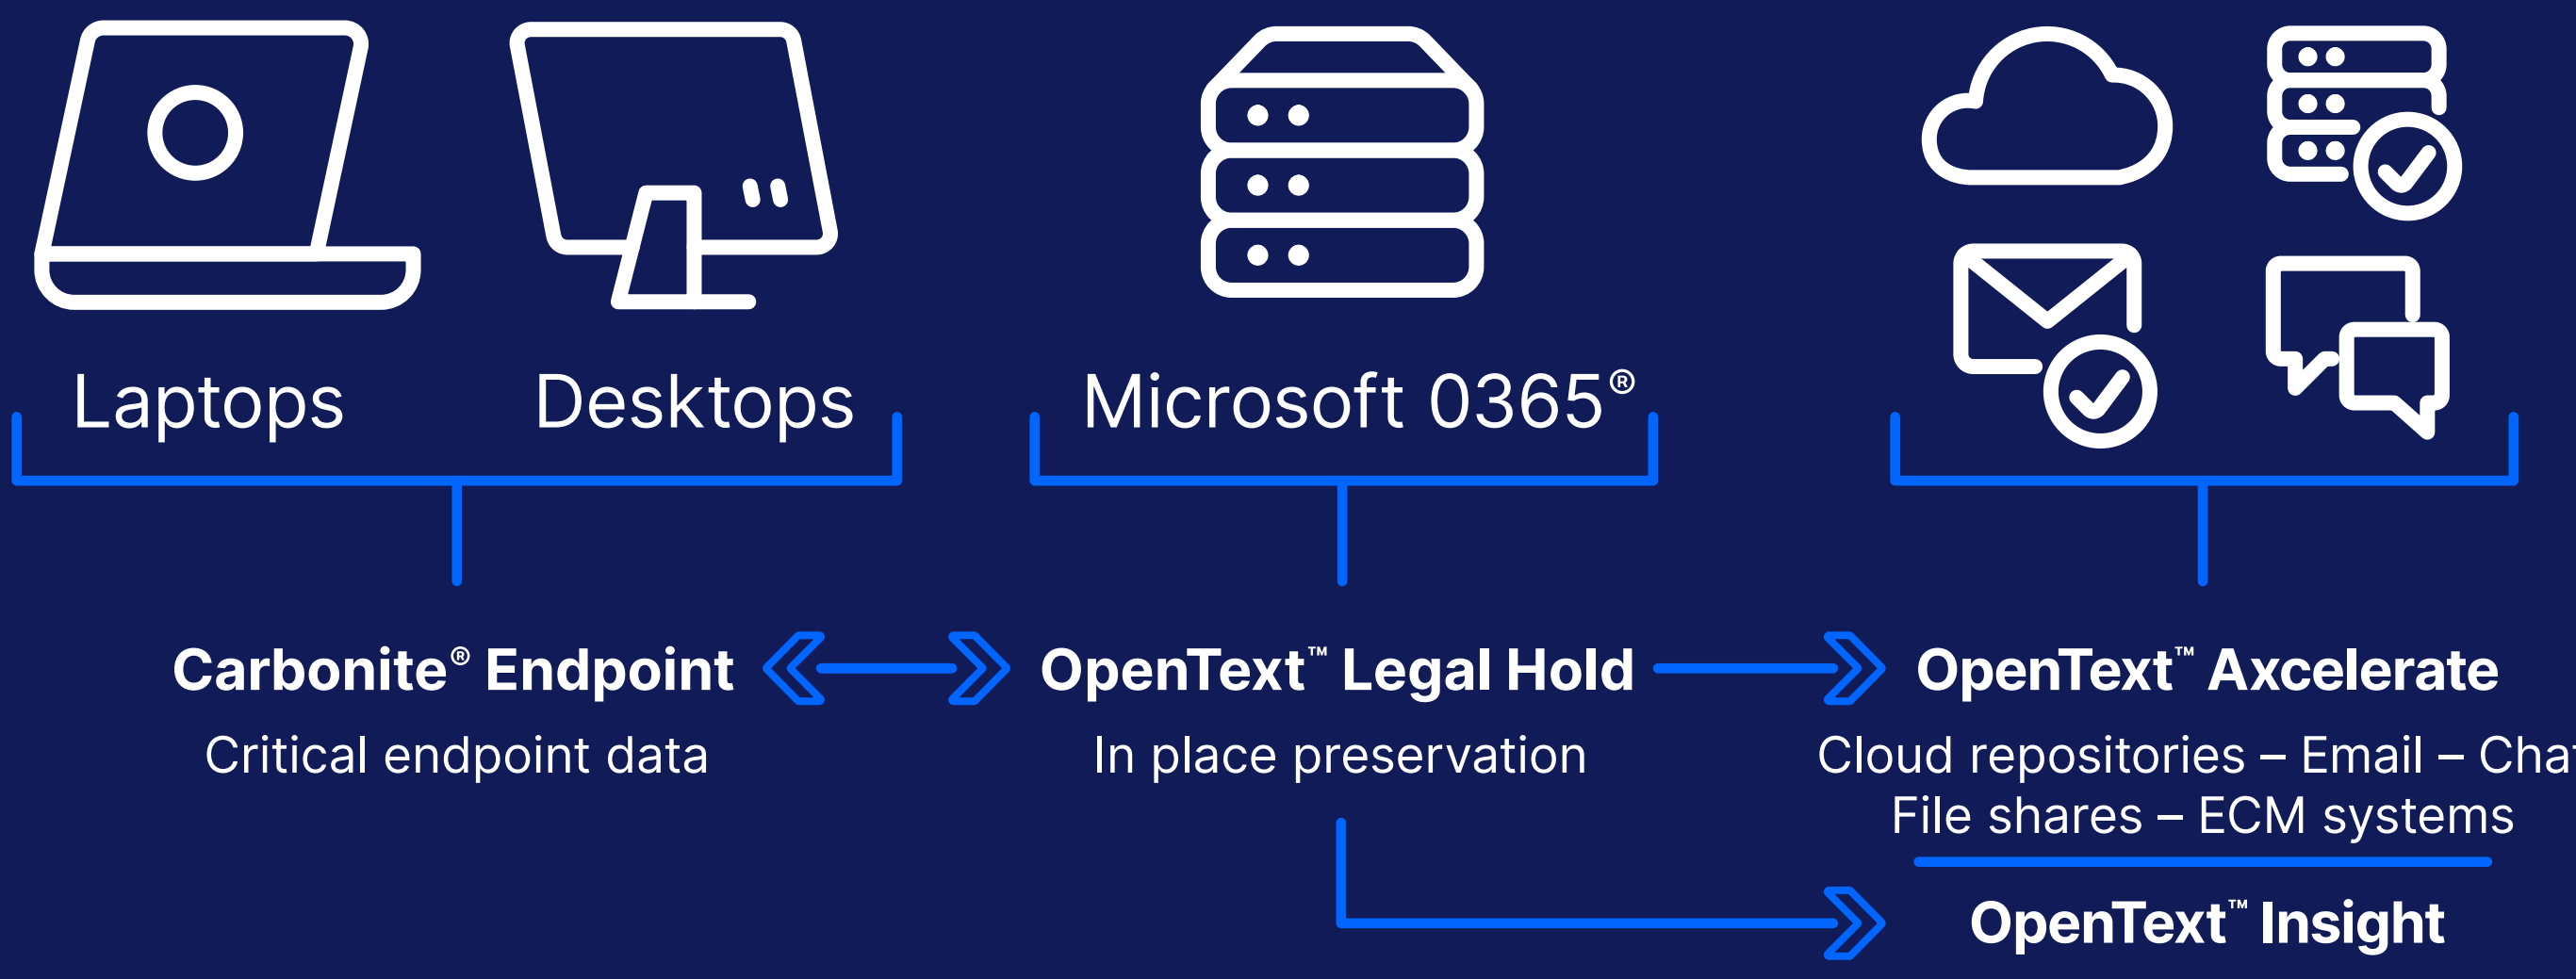 Laptops
Desktops
Microsoft 0365®
Carbonite® Endpoint
OpenText™ Legal Hold
OpenText™ Axcelerate
Critical endpoint data
In place preservation
Cloud repositories – Email – Chat
File shares – ECM systems
OpenText™ Insight